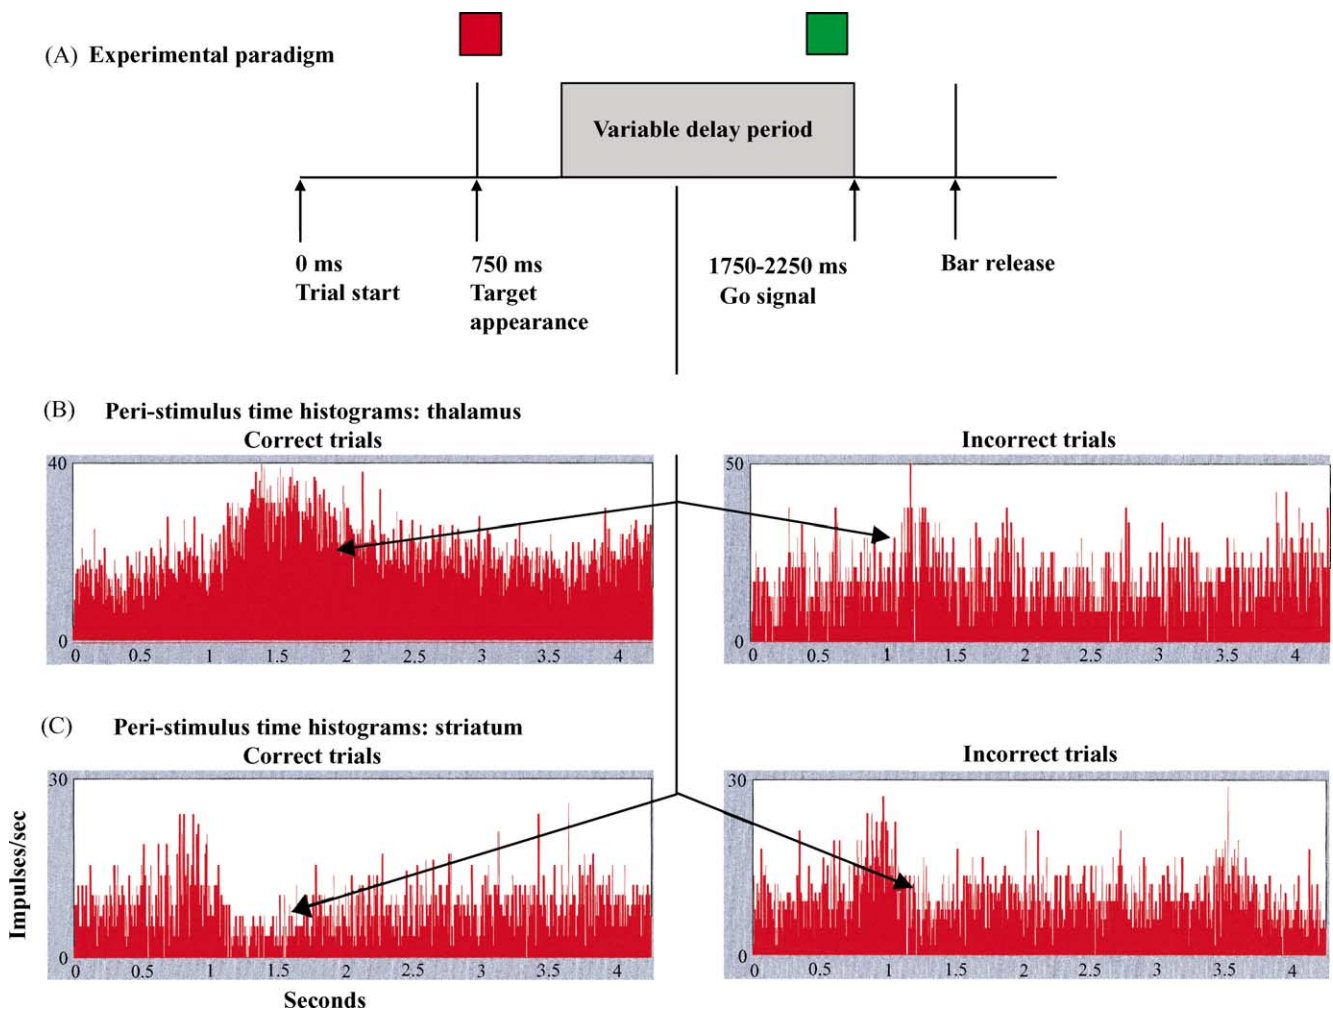 (A) Experimental paradigm
Variable delay period
0 ms
Trial start
750 ms
Target
appearance
1750-2250 ms
Go signal
Bar release
(B) Peri-stimulus time histograms: thalamus
Correct trials
Incorrect trials
40
0
0 0.5 1 1.5 2 2.5 3 3.5 4
50
0
0 0.5 1 1.5 2 2.5 3 3.5 4
(C) Peri-stimulus time histograms: striatum
Correct trials
Incorrect trials
30
0
0 0.5 1 1.5 2 2.5 3 3.5 4
30
0
0 0.5 1 1.5 2 2.5 3 3.5 4
Impulses/sec
Seconds